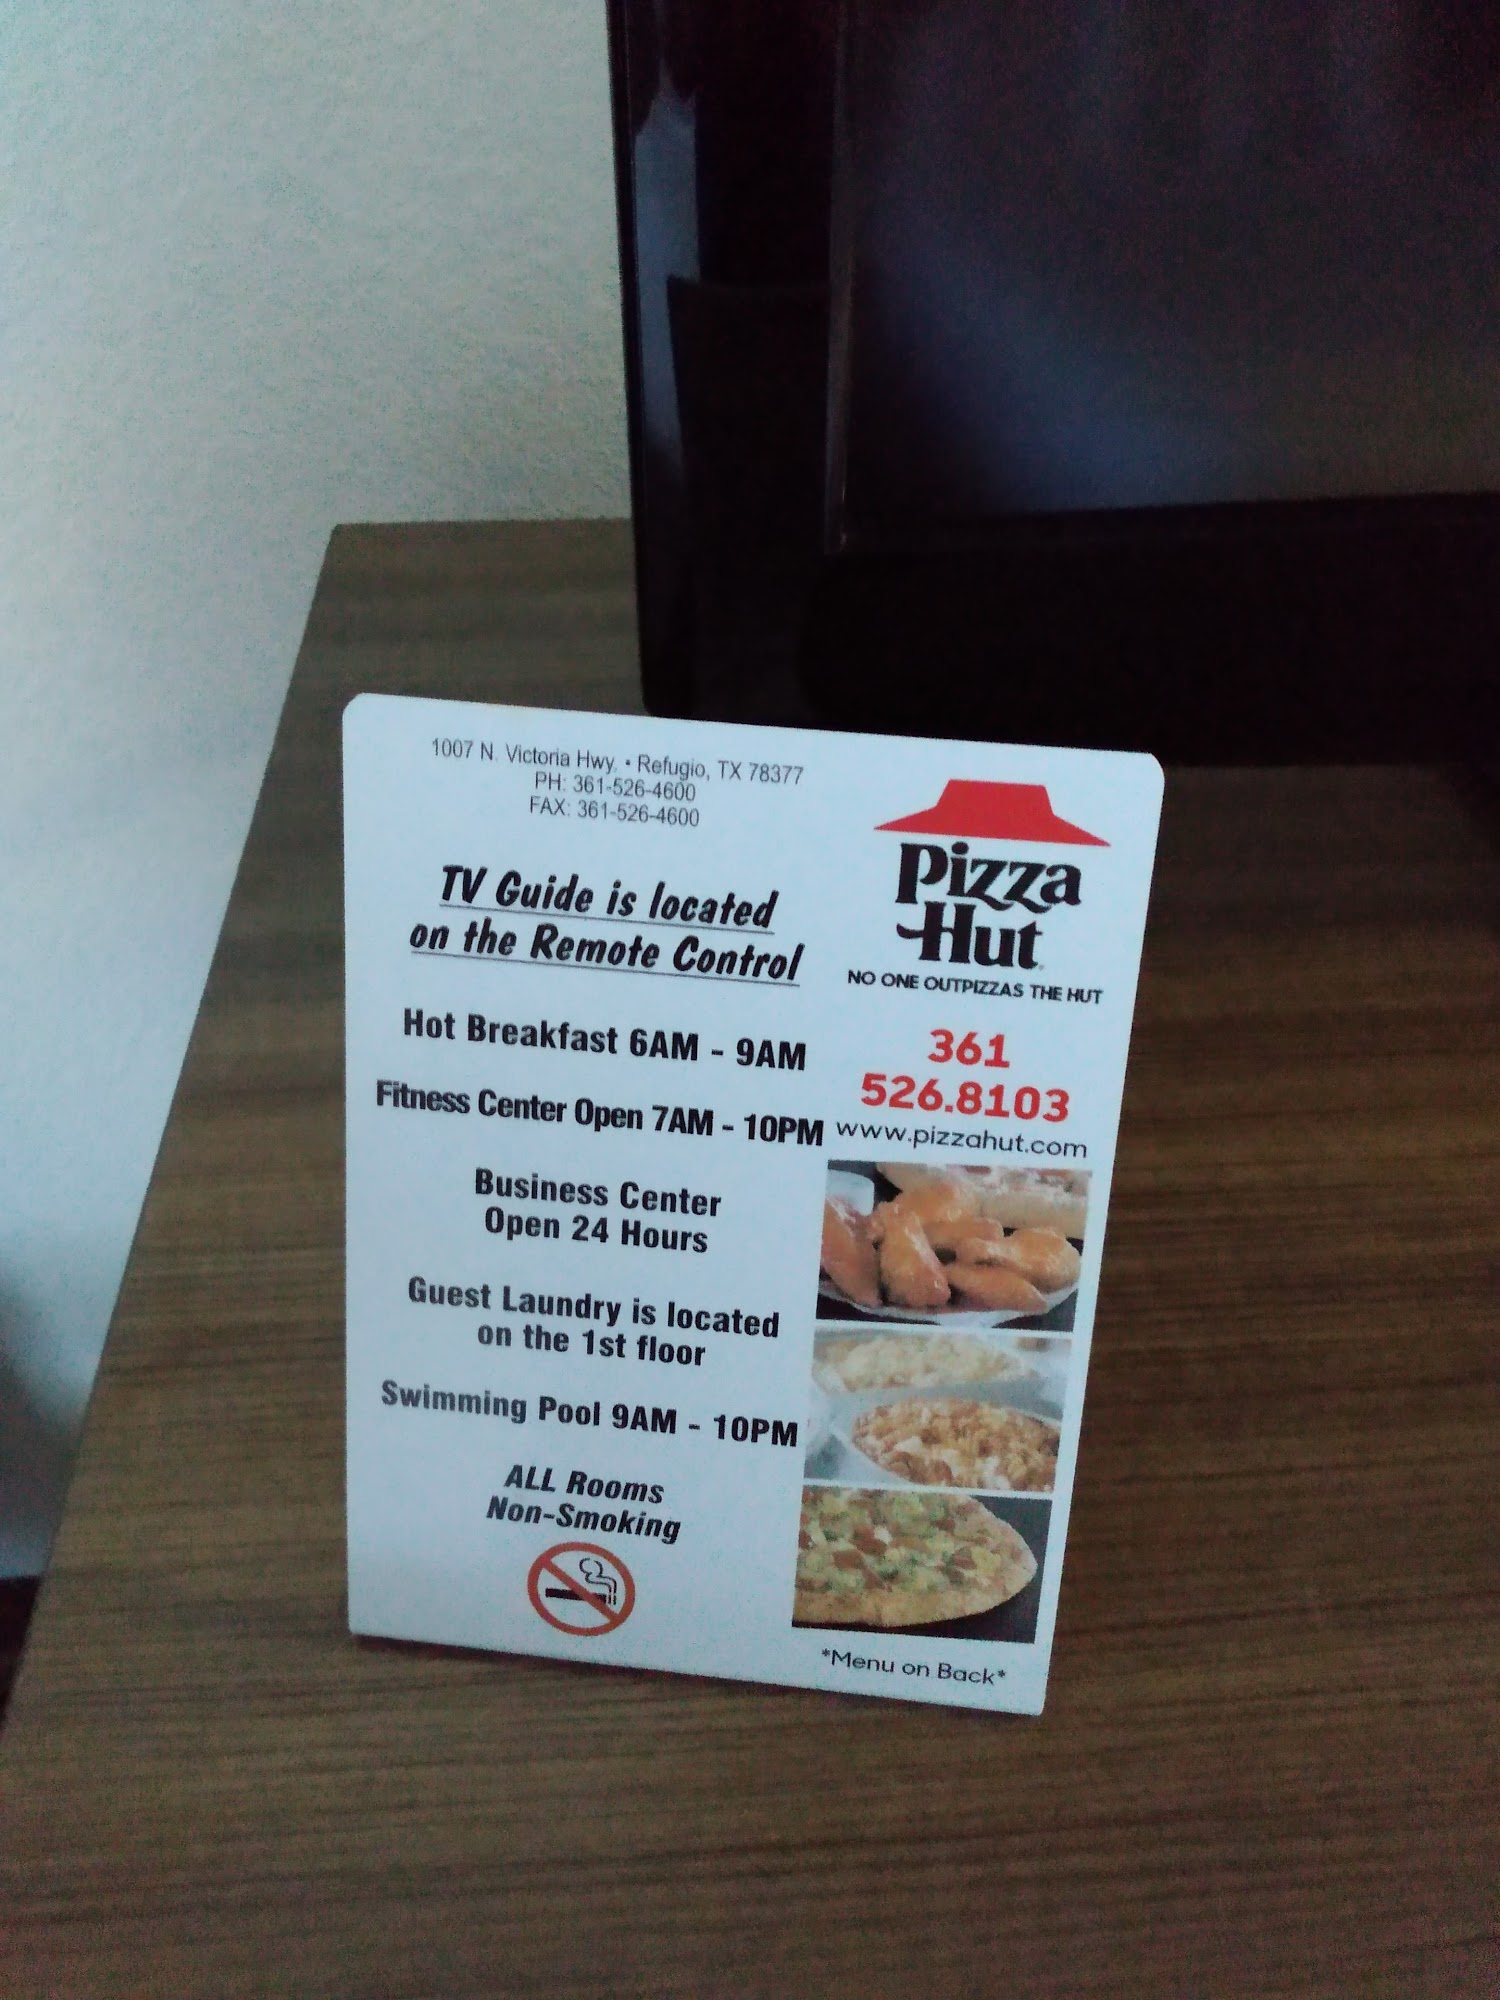 1007 N. Victoria Hwy. • Refugio, TX 78377
PH: 361-526-4600
FAX: 361-526-4600
TV Guide is located
on the Remote Control
Hot Breakfast 6AM - 9AM
Fitness Center Open 7AM - 10PM
Business Center
Open 24 Hours
Guest Laundry is located
on the 1st floor
Swimming Pool 9AM - 10PM
ALL Rooms
Non-Smoking
Pizza
Hut
NO ONE OUTPIZZAS THE HUT
361
526.8103
www.pizzahut.com
*Menu on Back*